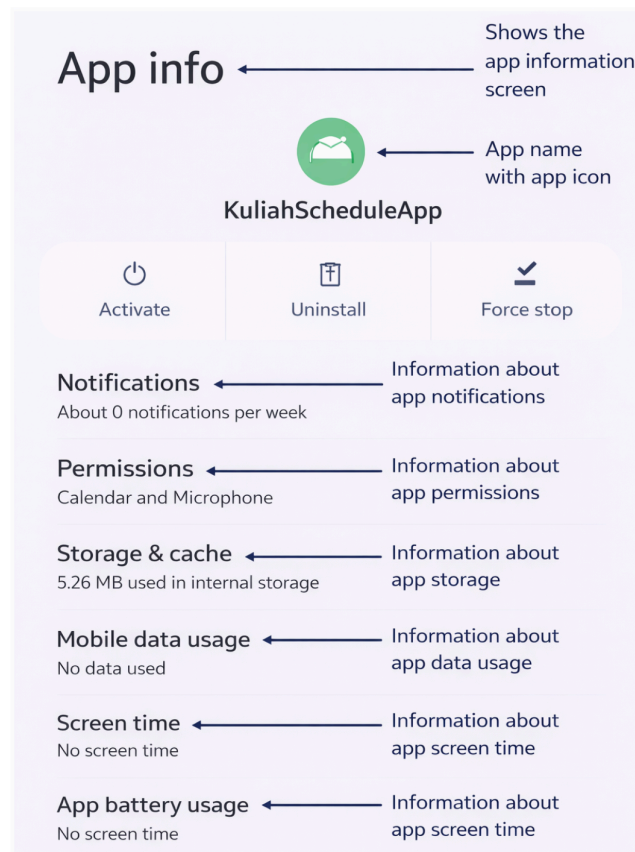 App info
Shows the
app information
screen
App name
with app icon
KuliahScheduleApp
Activate
Uninstall
Force stop
Notifications
About 0 notifications per week
Information about
app notifications
Permissions
Calendar and Microphone
Information about
app permissions
Storage & cache
5.26 MB used in internal storage
Information about
app storage
Mobile data usage
No data used
Information about
app data usage
Screen time
No screen time
Information about
app screen time
App battery usage
No screen time
Information about
app screen time